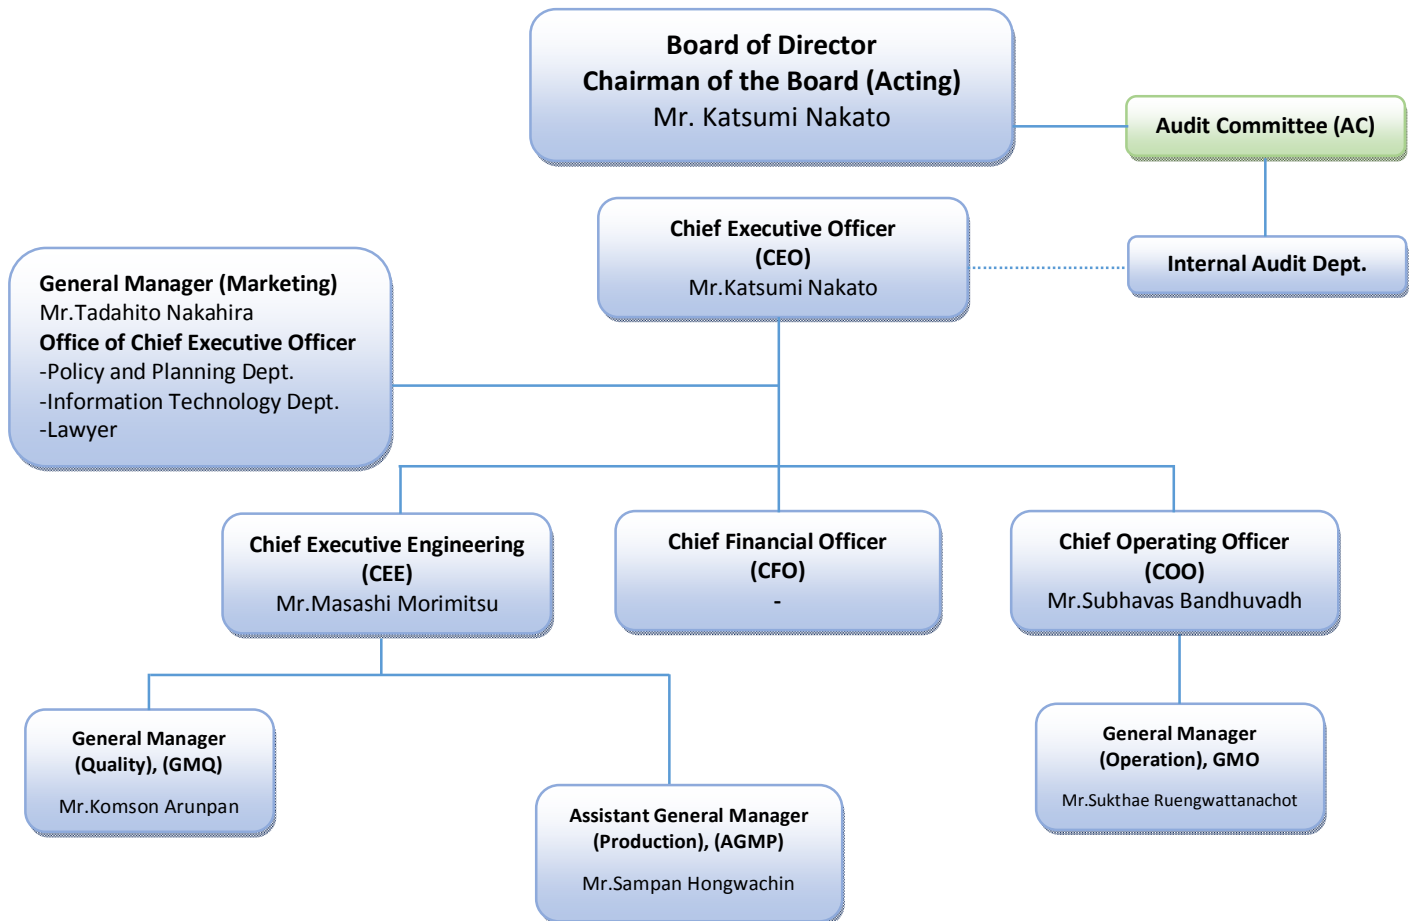 Board of Director
Chairman of the Board (Acting)
Mr. Katsumi Nakato
Audit Committee (AC)
Chief Executive Officer
(CEO)
Mr.Katsumi Nakato
Internal Audit Dept.
General Manager (Marketing)
Mr.Tadahito Nakahira
Office of Chief Executive Officer
-Policy and Planning Dept.
-Information Technology Dept.
-Lawyer
Chief Executive Engineering
(CEE)
Mr.Masashi Morimitsu
Chief Financial Officer
(CFO)
-
Chief Operating Officer
(COO)
Mr.Subhavas Bandhuvadh
General Manager
(Quality), (GMQ)
Mr.Komson Arunpan
Assistant General Manager
(Production), (AGMP)
Mr.Sampan Hongwachin
General Manager
(Operation), GMO
Mr.Sukthae Ruengwattanachot